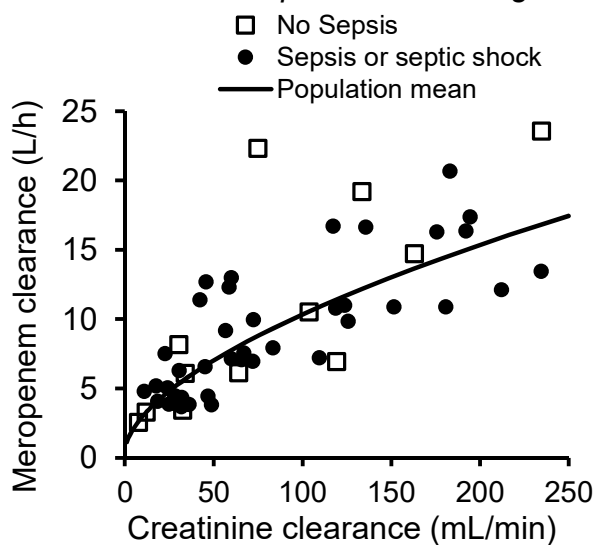 No Sepsis
Sepsis or septic shock
Population mean
Meropenem clearance (L/h)
25
20
15
10
5
0
0 50 100 150 200 250
Creatinine clearance (mL/min)